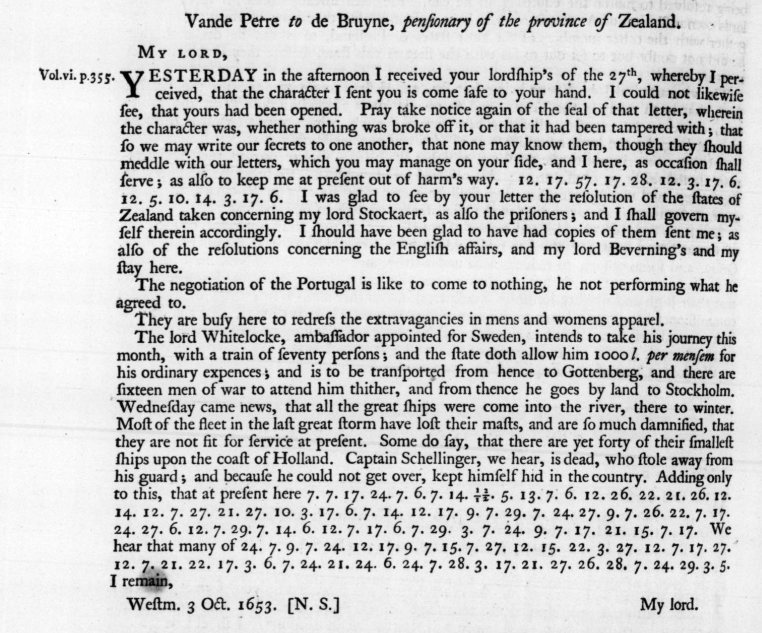 Vande Perre to de Bruyne, penſionary of the province of Zealand.
MY LORD,
Vol.vi. p.355. YESTERDAY in the afternoon I received your lordſhip's of the 27th, whereby I per-
ceived, that the character I ſent you is come ſafe to your hand. I could not likewiſe
ſee, that yours had been opened. Pray take notice again of the ſeal of that letter, wherein
the character was, whether nothing was broke off it, or that it had been tampered with; that
ſo we may write our ſecrets to one another, that none may know them, though they ſhould
meddle with our letters, which you may manage on your ſide, and I here, as occaſion ſhall
ſerve; as alſo to keep me at preſent out of harm's way. 12. 17. 57. 17. 28. 12. 3. 17. 6.
12. 5. 10. 14. 3. 17. 6. I was glad to ſee by your letter the reſolution of the ſtates of
Zealand taken concerning my lord Stockaert, as alſo the priſoners; and I ſhall govern my-
ſelf therein accordingly. I ſhould have been glad to have had copies of them ſent me; as
alſo of the reſolutions concerning the Engliſh affairs, and my lord Beverning's and my
ſtay here.
The negotiation of the Portugal is like to come to nothing, he not performing what he
agreed to.
They are buſy here to redreſs the extravagancies in mens and womens apparel.
The lord Whitelocke, ambaſſador appointed for Sweden, intends to take his journey this
month, with a train of ſeventy perſons; and the ſtate doth allow him 1000 l. per menſem for
his ordinary expences; and is to be tranſported from hence to Gottenberg, and there are
ſixteen men of war to attend him thither, and from thence he goes by land to Stockholm.
Wedneſday came news, that all the great ſhips were come into the river, there to winter.
Moſt of the fleet in the laſt great ſtorm have loſt their maſts, and are ſo much damnified, that
they are not fit for ſervice at preſent. Some do ſay, that there are yet forty of their ſmalleſt
ſhips upon the coaſt of Holland. Captain Schellinger, we hear, is dead, who ſtole away from
his guard; and becauſe he could not get over, kept himſelf hid in the country. Adding only
to this, that at preſent here 7. 7. 17. 24. 7. 6. 7. 14. 5. 13. 7. 6. 12. 26. 22. 21. 26. 12.
14. 12. 7. 27. 21. 27. 10. 3. 17. 6. 7. 14. 12. 17. 9. 7. 29. 7. 24. 27. 9. 7. 26. 22. 7. 17.
24. 27. 6. 12. 7. 29. 7. 14. 6. 12. 7. 17. 6. 7. 29. 3. 7. 24. 9. 7. 17. 21. 15. 7. 17. We
hear that many of 24. 7. 9. 7. 24. 12. 17. 9. 7. 15. 7. 27. 12. 15. 22. 3. 27. 12. 7. 17. 27.
12. 7. 21. 22. 17. 3. 6. 7. 24. 21. 24. 6. 24. 7. 28. 3. 17. 21. 27. 26. 28. 7. 24. 29. 3. 5.
I remain,
Weſtm. 3 Oct. 1653. [N. S.] My lord.